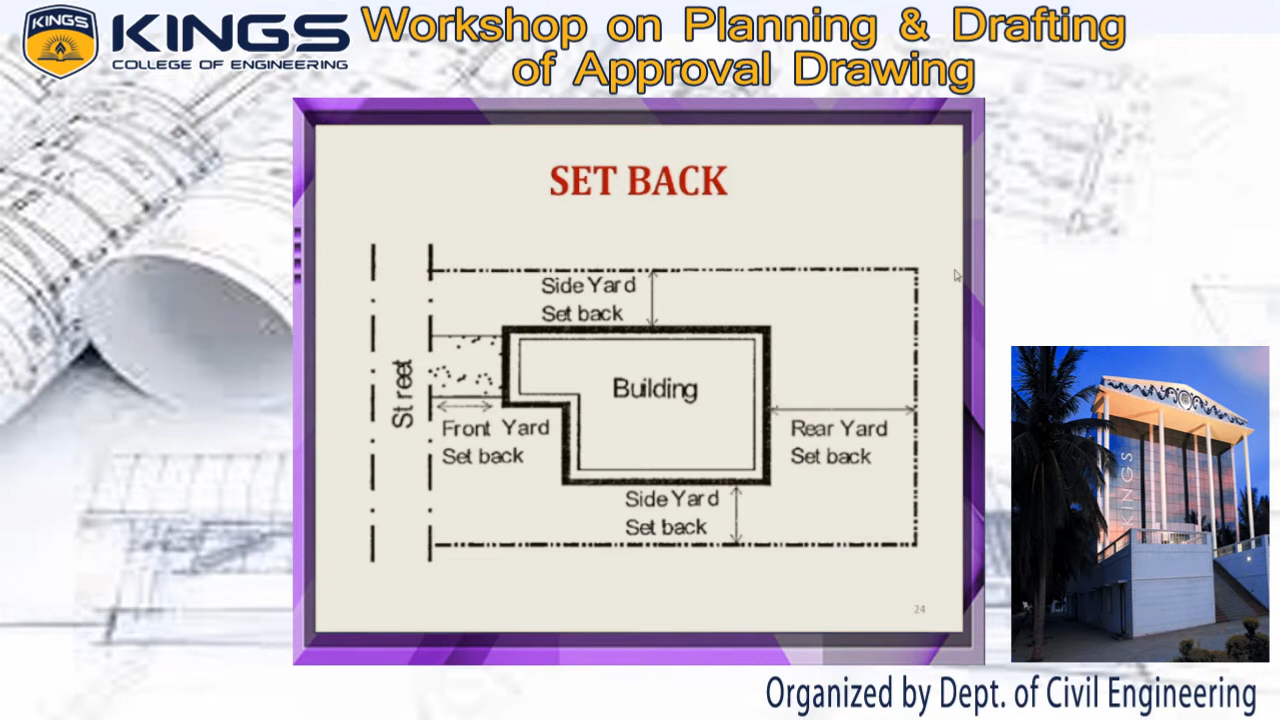 KINGS
KINGS
COLLEGE OF ENGINEERING
Workshop on Planning & Drafting
of Approval Drawing
SET BACK
Side Yard
Set back
Street
Building
Front Yard
Set back
Rear Yard
Set back
Side Yard
Set back
24
KINGS
Organized by Dept. of Civil Engineering